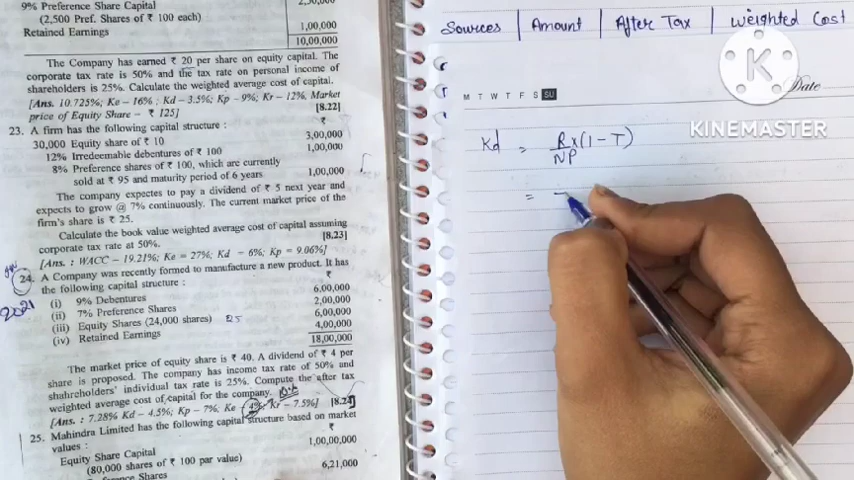 9% Preference Share Capital
(2,500 Pref. Shares of ₹ 100 each)
Retained Earnings 1,00,000
10,00,000
The Company has earned ₹ 20 per share on equity capital. The
corporate tax rate is 50% and the tax rate on personal income of
shareholders is 25%. Calculate the weighted average cost of capital.
[Ans. 10.725% ; Ke – 16% ; Kd – 3.5%, Kp – 9%, Kr – 12%, Market
price of Equity Share – ₹ 125] [8.22]
23. A firm has the following capital structure : ₹
30,000 Equity share of ₹ 10 3,00,000
12% Irredeemable debentures of ₹ 100 1,00,000
8% Preference shares of ₹ 100, which are currently
sold at ₹ 95 and maturity period of 6 years 1,00,000
The company expectes to pay a dividend of ₹ 5 next year and
expects to grow @ 7% continuously. The current market price of the
firm's share is ₹ 25.
Calculate the book value weighted average cost of capital assuming
corporate tax rate at 50%. [8.23]
[Ans. : WACC – 19.21% ; Ke = 27% ; Kd – 6% ; Kp = 9.06%]
24. A Company was recently formed to manufacture a new product. It has
the following capital structure : ₹
2021
(i) 9% Debentures 6,00,000
(ii) 7% Preference Shares 2,00,000
(iii) Equity Shares (24,000 shares) 25 6,00,000
(iv) Retained Earnings 4,00,000
18,00,000
The market price of equity share is ₹ 40. A dividend of ₹ 4 per
share is proposed. The company has income tax rate of 50% and
shahreholders' individual tax rate is 25%. Compute the after tax
weighted average cost of capital for the company. [8.24]
[Ans. : 7.28% Kd – 4.5%, Kp – 7%, Ke – 4% Kr – 7.5%]
25. Mahindra Limited has the following capital structure based on market
values : ₹
Equity Share Capital 1,00,00,000
(80,000 shares of ₹ 100 par value)
6,21,000
Sources Amount After Tax Weighted Cost
M T W T F S SU
Date
Kd = R x (1 – T)
NP
=
K
KINEMASTER